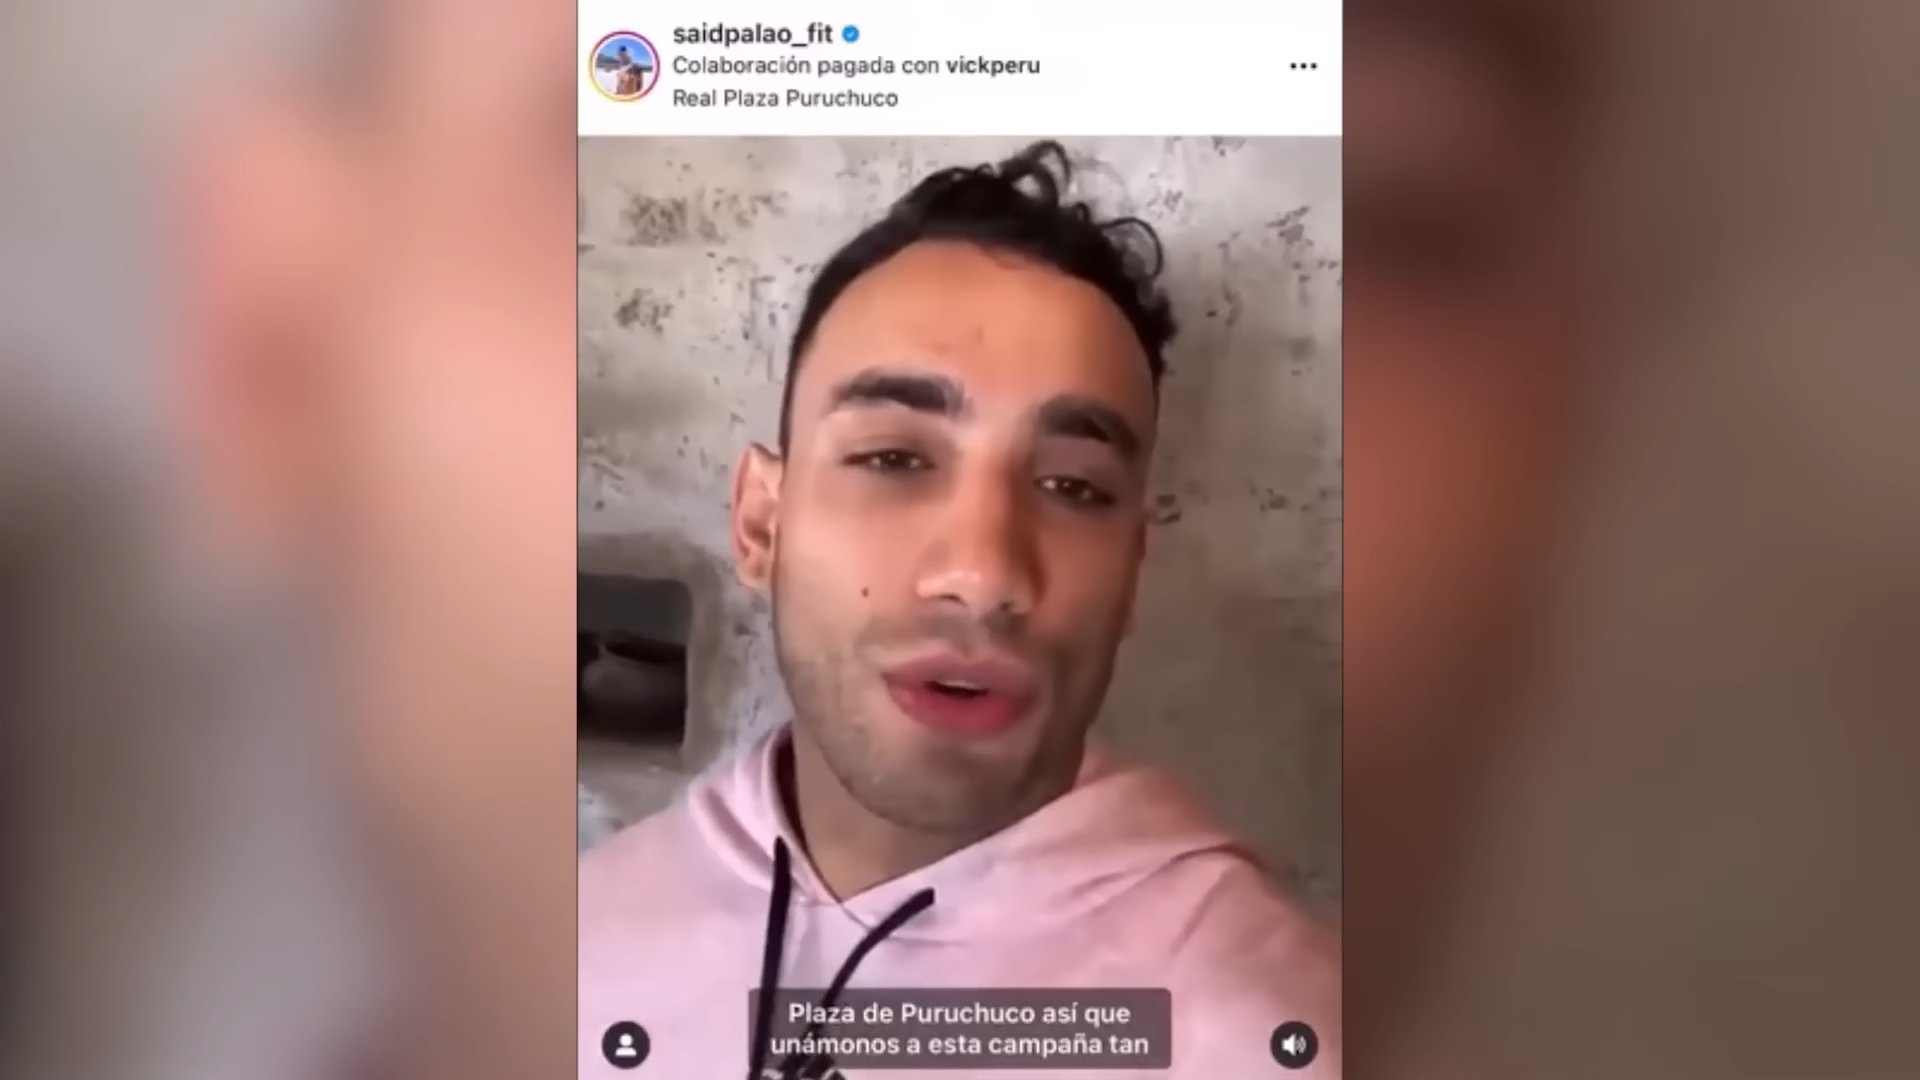 saidpalao_fit
Colaboración pagada con vickperu
Real Plaza Puruchuco
Plaza de Puruchuco así que
unámonos a esta campaña tan